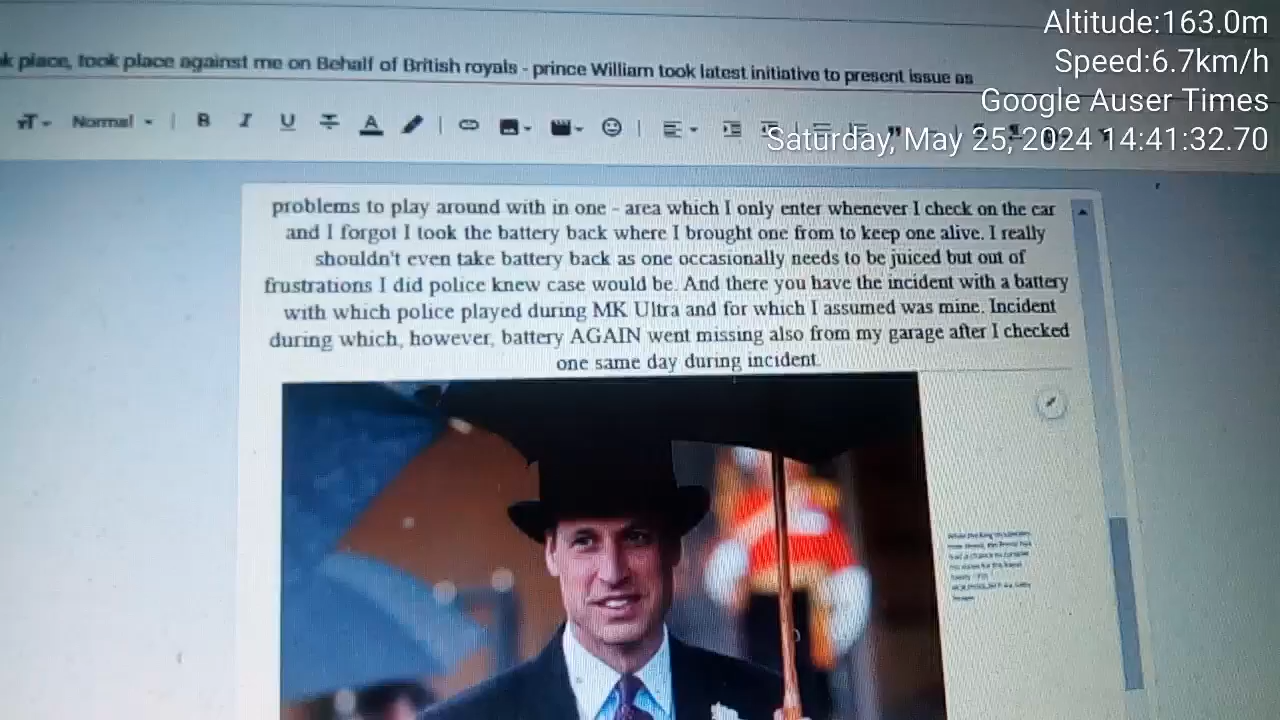 Altitude:163.0m
Speed:6.7km/h
Google Auser Times
Saturday, May 25, 2024 14:41:32.70
k place, took place against me on Behalf of British royals - prince William took latest initiative to present issue as
Normal
B I U
problems to play around with in one - area which I only enter whenever I check on the car
and I forgot I took the battery back where I brought one from to keep one alive. I really
shouldn't even take battery back as one occasionally needs to be juiced but out of
frustrations I did police knew case would be. And there you have the incident with a battery
with which police played during MK Ultra and for which I assumed was mine. Incident
during which, however, battery AGAIN went missing also from my garage after I checked
one same day during incident.